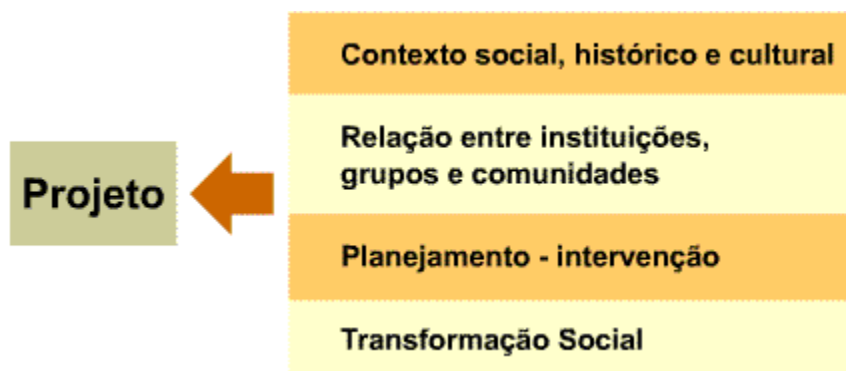 Contexto social, histórico e cultural
Relação entre instituições,
grupos e comunidades
Projeto
Planejamento - intervenção
Transformação Social